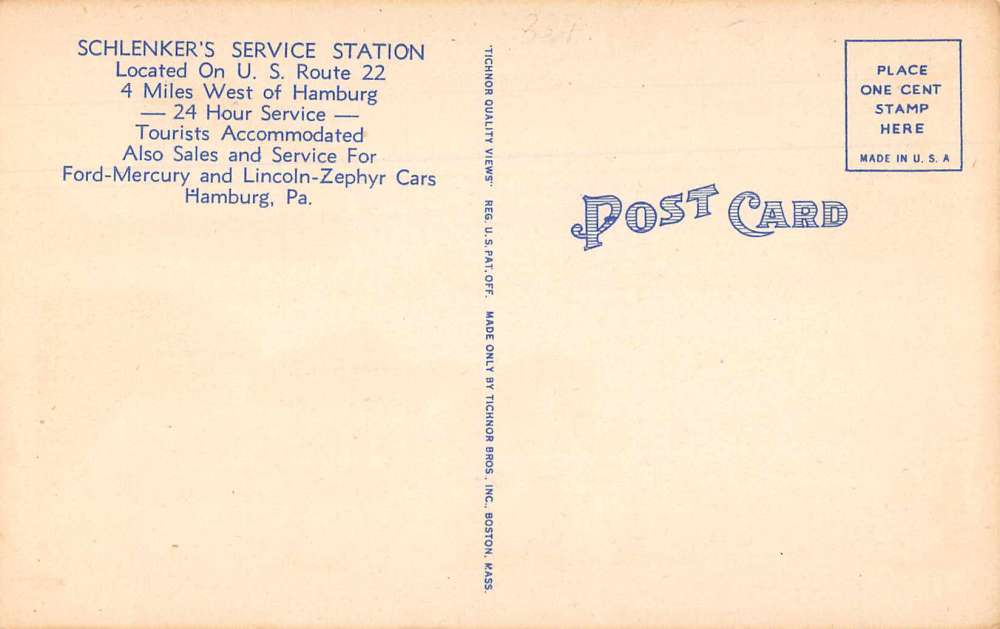 SCHLENKER'S SERVICE STATION
Located On U. S. Route 22
4 Miles West of Hamburg
— 24 Hour Service —
Tourists Accommodated
Also Sales and Service For
Ford-Mercury and Lincoln-Zephyr Cars
Hamburg, Pa.
"TICHNOR QUALITY VIEWS" REG. U.S. PAT. OFF. MADE ONLY BY TICHNOR BROS., INC., BOSTON, MASS.
POST CARD
PLACE
ONE CENT
STAMP
HERE
MADE IN U. S. A